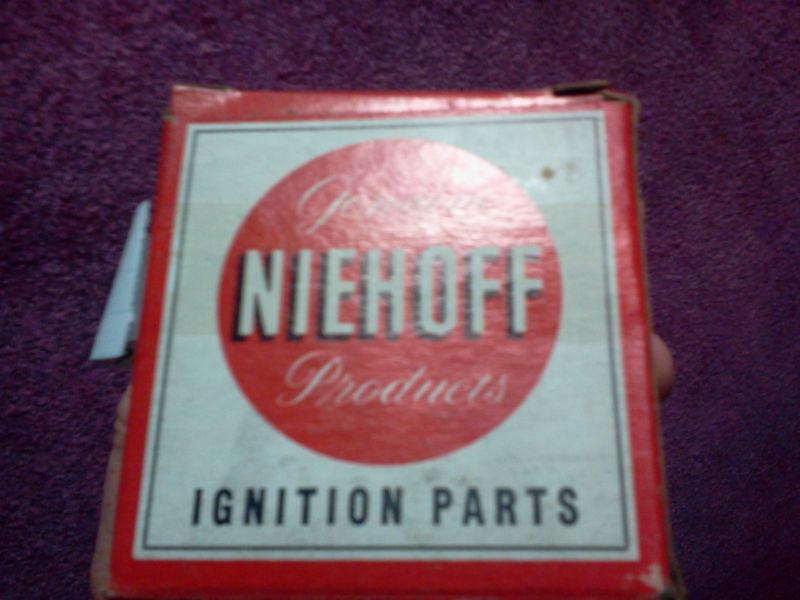 Genuine
NIEHOFF
Products
IGNITION PARTS